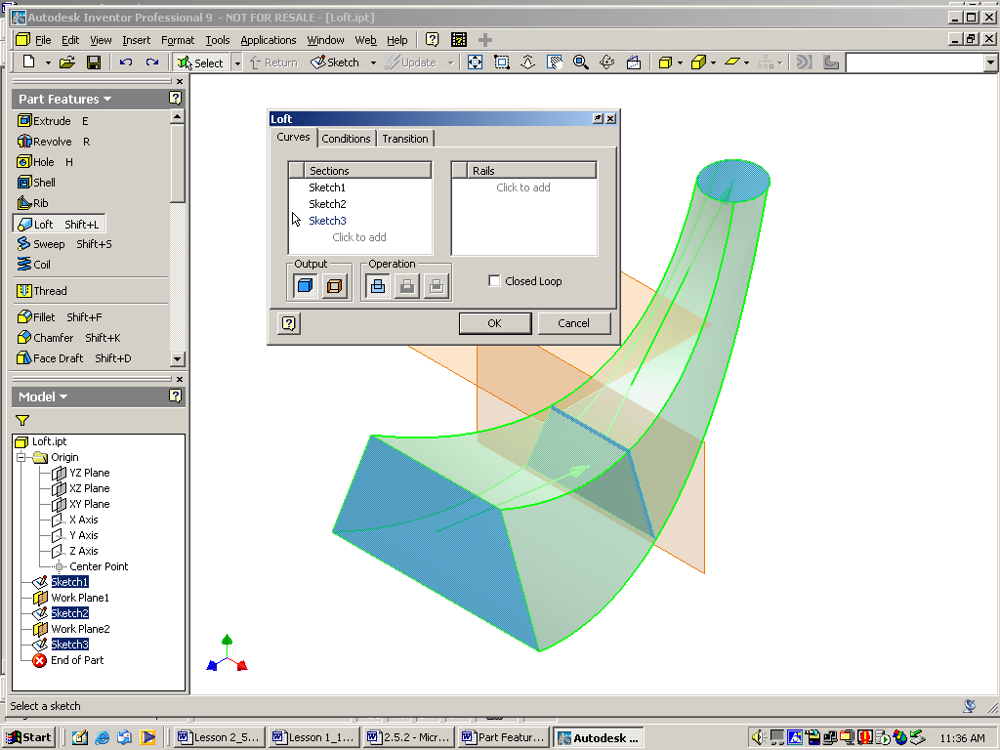 Autodesk Inventor Professional 9 - NOT FOR RESALE - [Loft.ipt]
File Edit View Insert Format Tools Applications Window Web Help
Select Return Sketch Update
Part Features
Extrude E
Revolve R
Hole H
Shell
Rib
Loft Shift+L
Sweep Shift+S
Coil
Thread
Fillet Shift+F
Chamfer Shift+K
Face Draft Shift+D
Model
Loft.ipt
Origin
YZ Plane
XZ Plane
XY Plane
X Axis
Y Axis
Z Axis
Center Point
Sketch1
Work Plane1
Sketch2
Work Plane2
Sketch3
End of Part
Loft
Curves Conditions Transition
Sections
Sketch1
Sketch2
Sketch3
Click to add
Rails
Click to add
Output
Operation
Closed Loop
OK Cancel
Select a sketch
Start
Lesson 2_5...
Lesson 1_1...
2.5.2 - Micr...
Part Featur...
Autodesk ...
11:36 AM